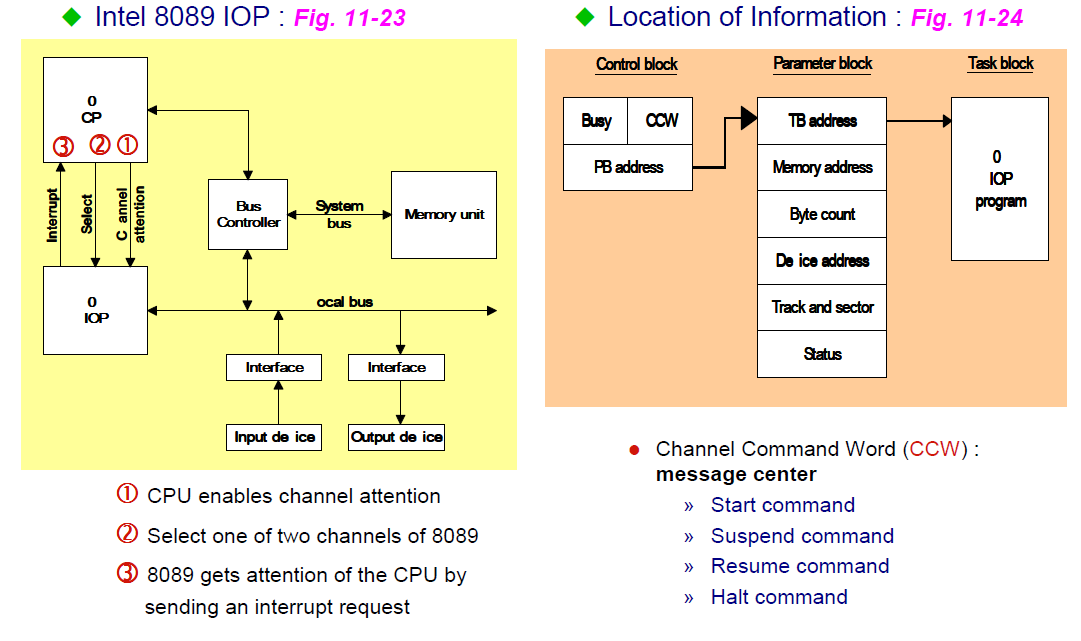 ◆ Intel 8089 IOP : Fig. 11-23
0
CP
③ ② ①
Interrupt
Select
C annel
attention
Bus
Controller
System
bus
Memory unit
0
IOP
ocal bus
Interface
Interface
Input de ice
Output de ice
① CPU enables channel attention
② Select one of two channels of 8089
③ 8089 gets attention of the CPU by
sending an interrupt request
◆ Location of Information : Fig. 11-24
Control block
Parameter block
Task block
Busy
CCW
PB address
TB address
Memory address
Byte count
De ice address
Track and sector
Status
0
IOP
program
● Channel Command Word (CCW) :
message center
» Start command
» Suspend command
» Resume command
» Halt command